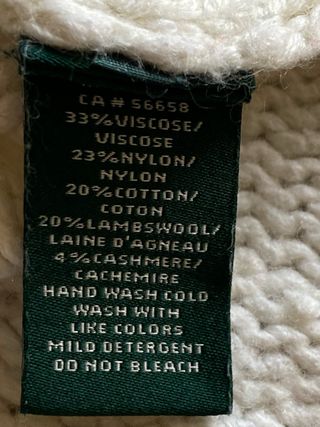 CA # 56658
33%VISCOSE/
VISCOSE
23%NYLON/
NYLON
20%COTTON/
COTON
20%LAMBSWOOL/
LAINE D'AGNEAU
4%CASHMERE/
CACHEMIRE
HAND WASH COLD
WASH WITH
LIKE COLORS
MILD DETERGENT
DO NOT BLEACH